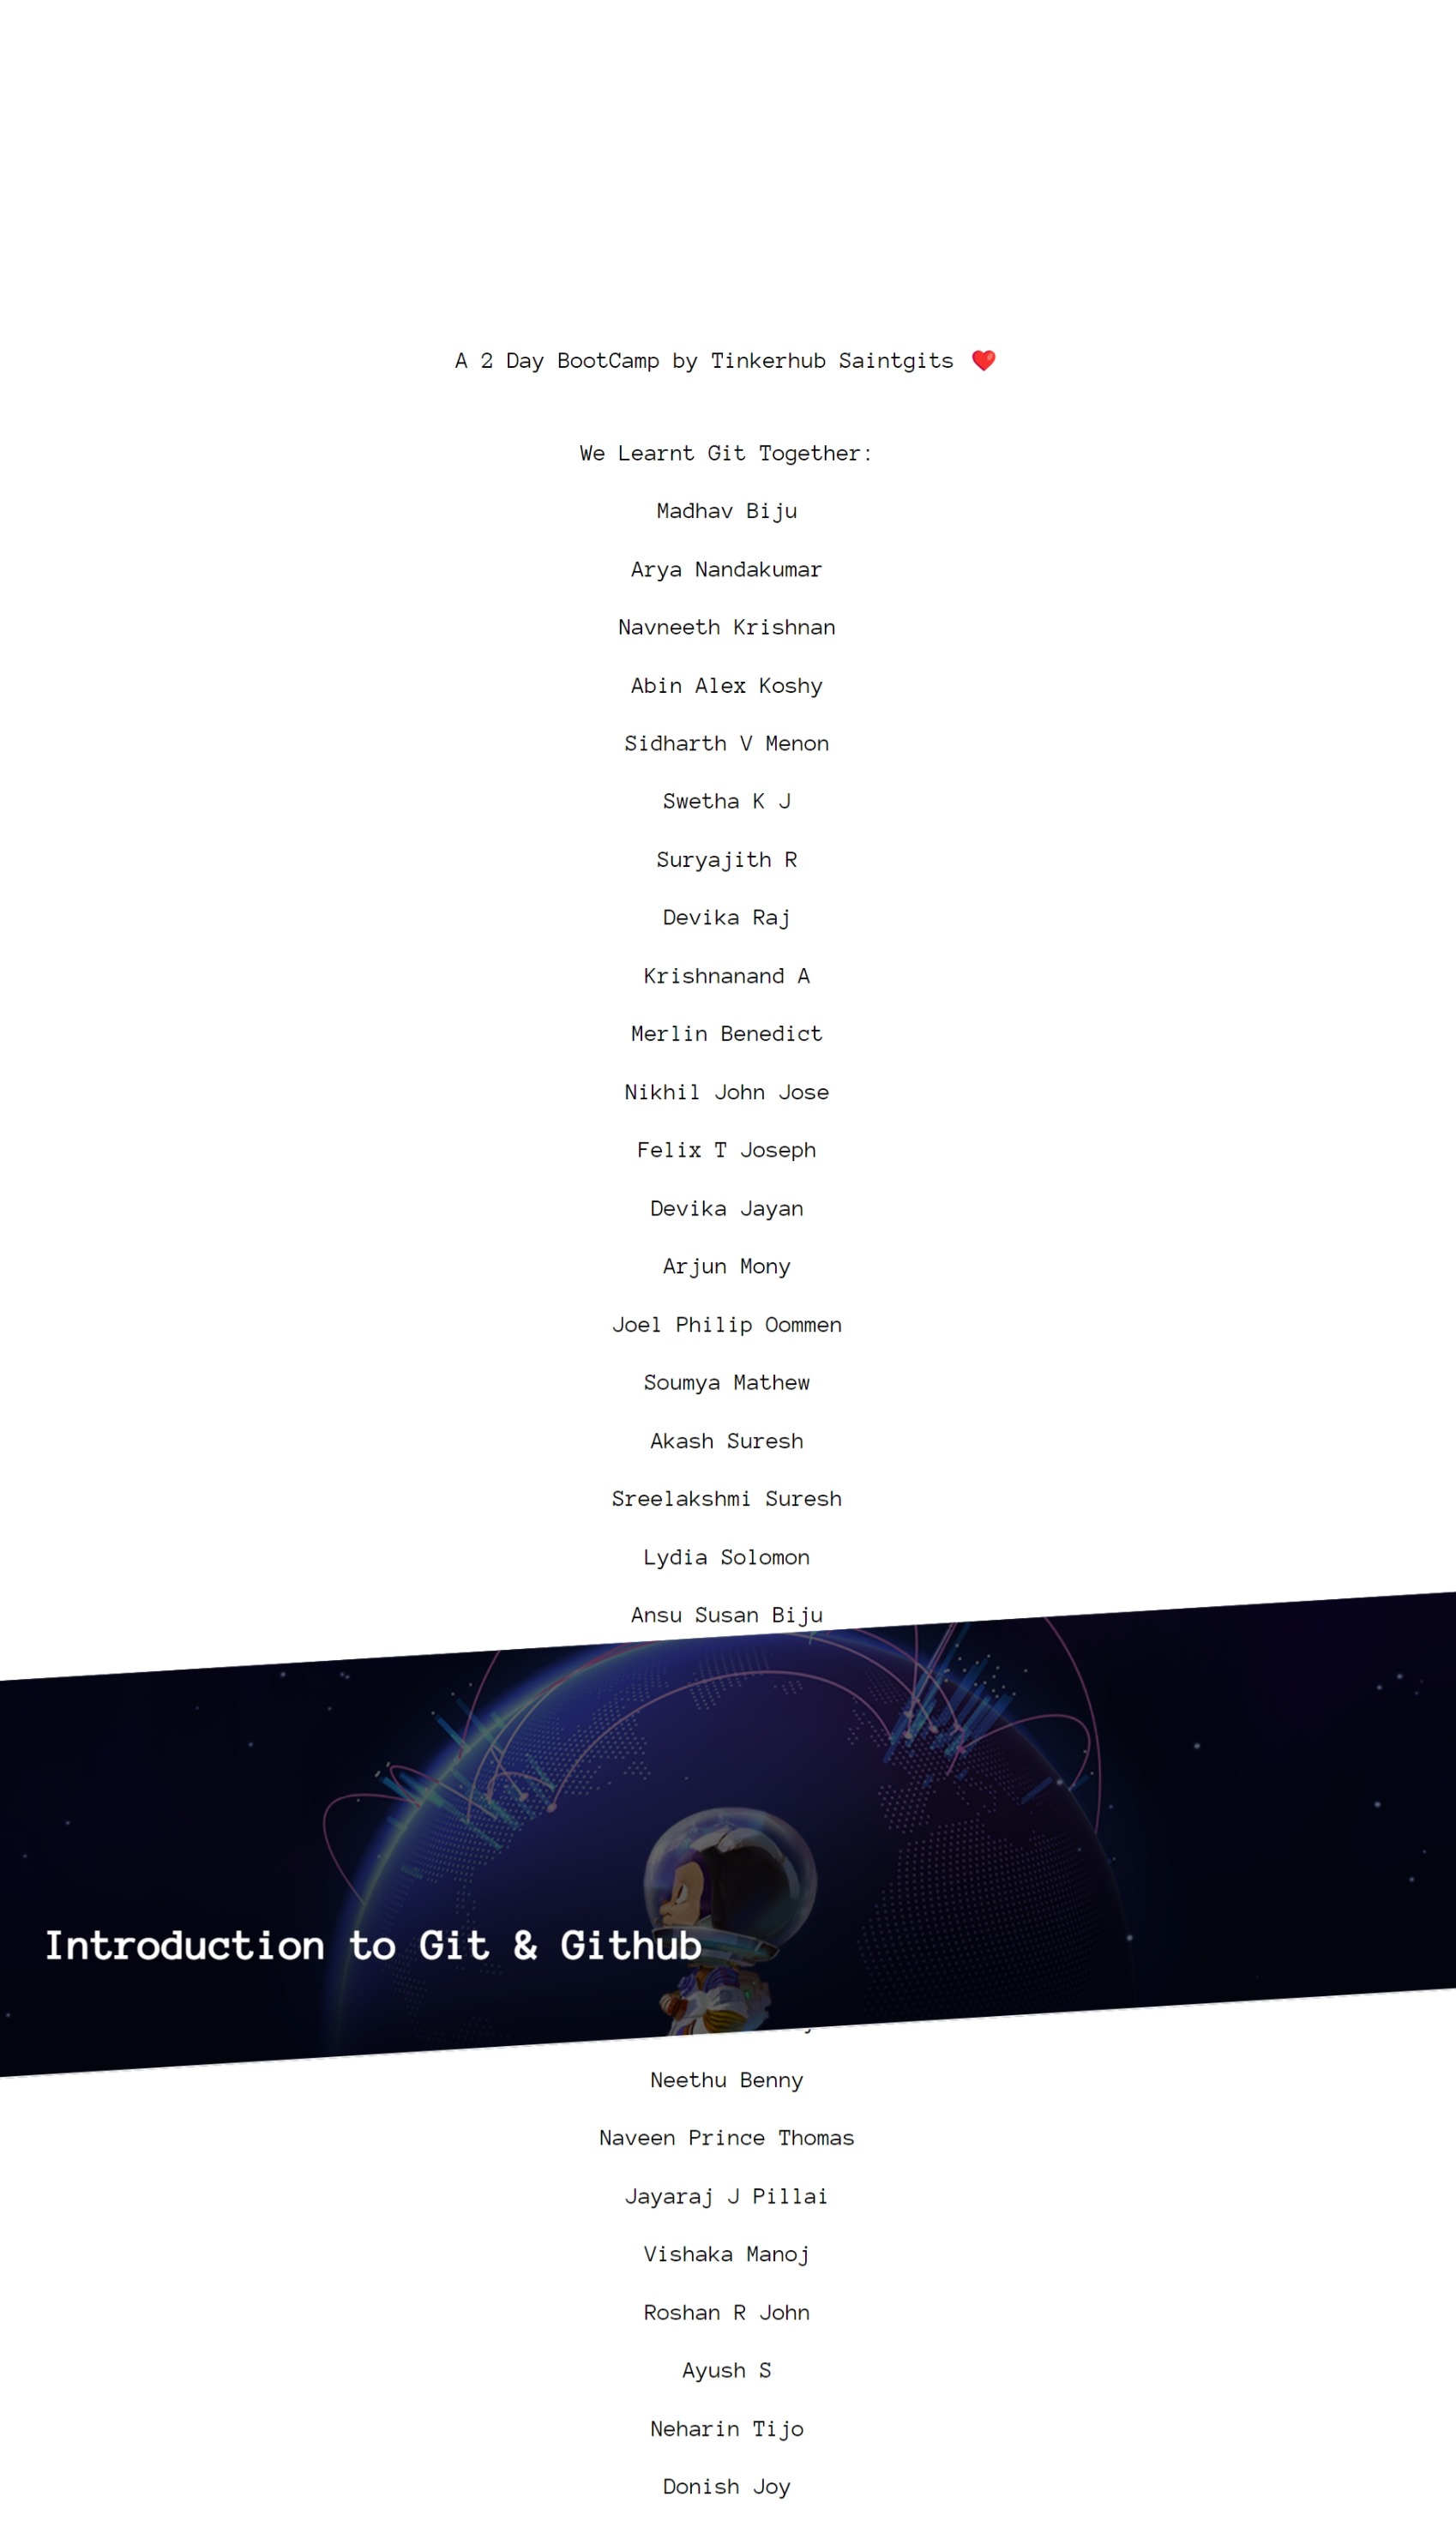 A 2 Day BootCamp by Tinkerhub Saintgits ❤️
We Learnt Git Together:
Madhav Biju
Arya Nandakumar
Navneeth Krishnan
Abin Alex Koshy
Sidharth V Menon
Swetha K J
Suryajith R
Devika Raj
Krishnanand A
Merlin Benedict
Nikhil John Jose
Felix T Joseph
Devika Jayan
Arjun Mony
Joel Philip Oommen
Soumya Mathew
Akash Suresh
Sreelakshmi Suresh
Lydia Solomon
Ansu Susan Biju
Introduction to Git & Github
Neethu Benny
Naveen Prince Thomas
Jayaraj J Pillai
Vishaka Manoj
Roshan R John
Ayush S
Neharin Tijo
Donish Joy